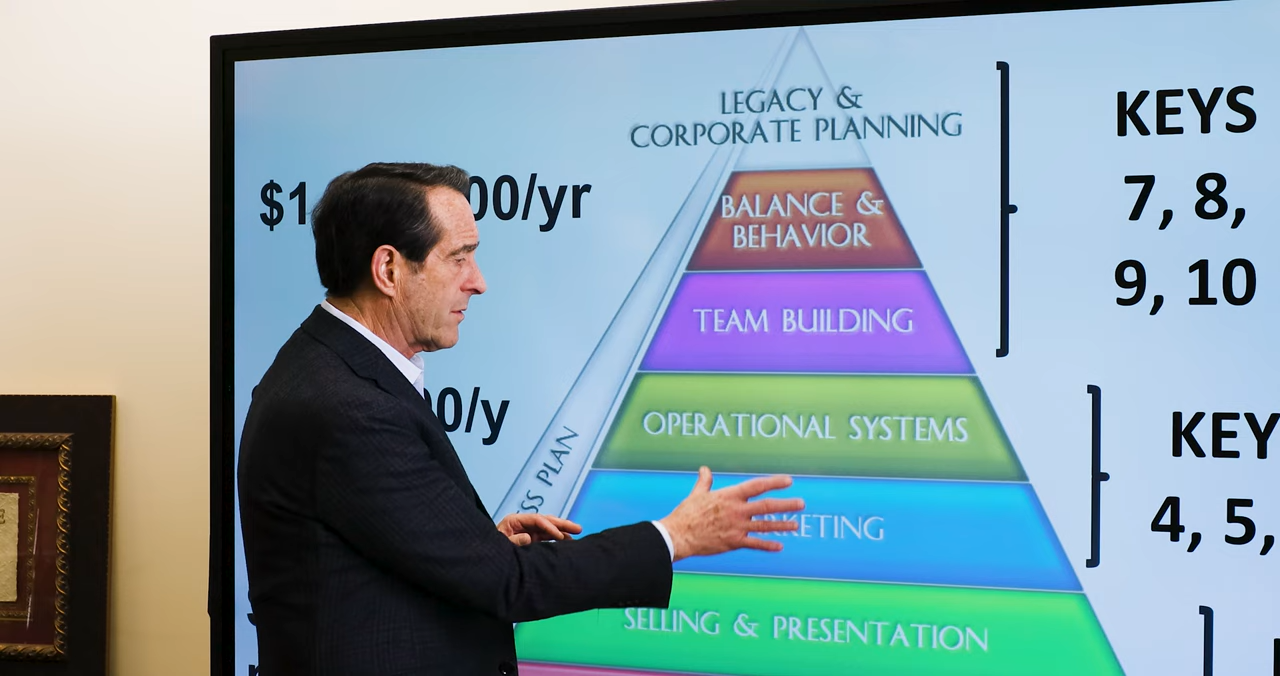 LEGACY &
CORPORATE PLANNING
KEYS
7, 8,
9, 10
BALANCE &
BEHAVIOR
TEAM BUILDING
OPERATIONAL SYSTEMS
KEY
4, 5,
SELLING & PRESENTATION
PLAN